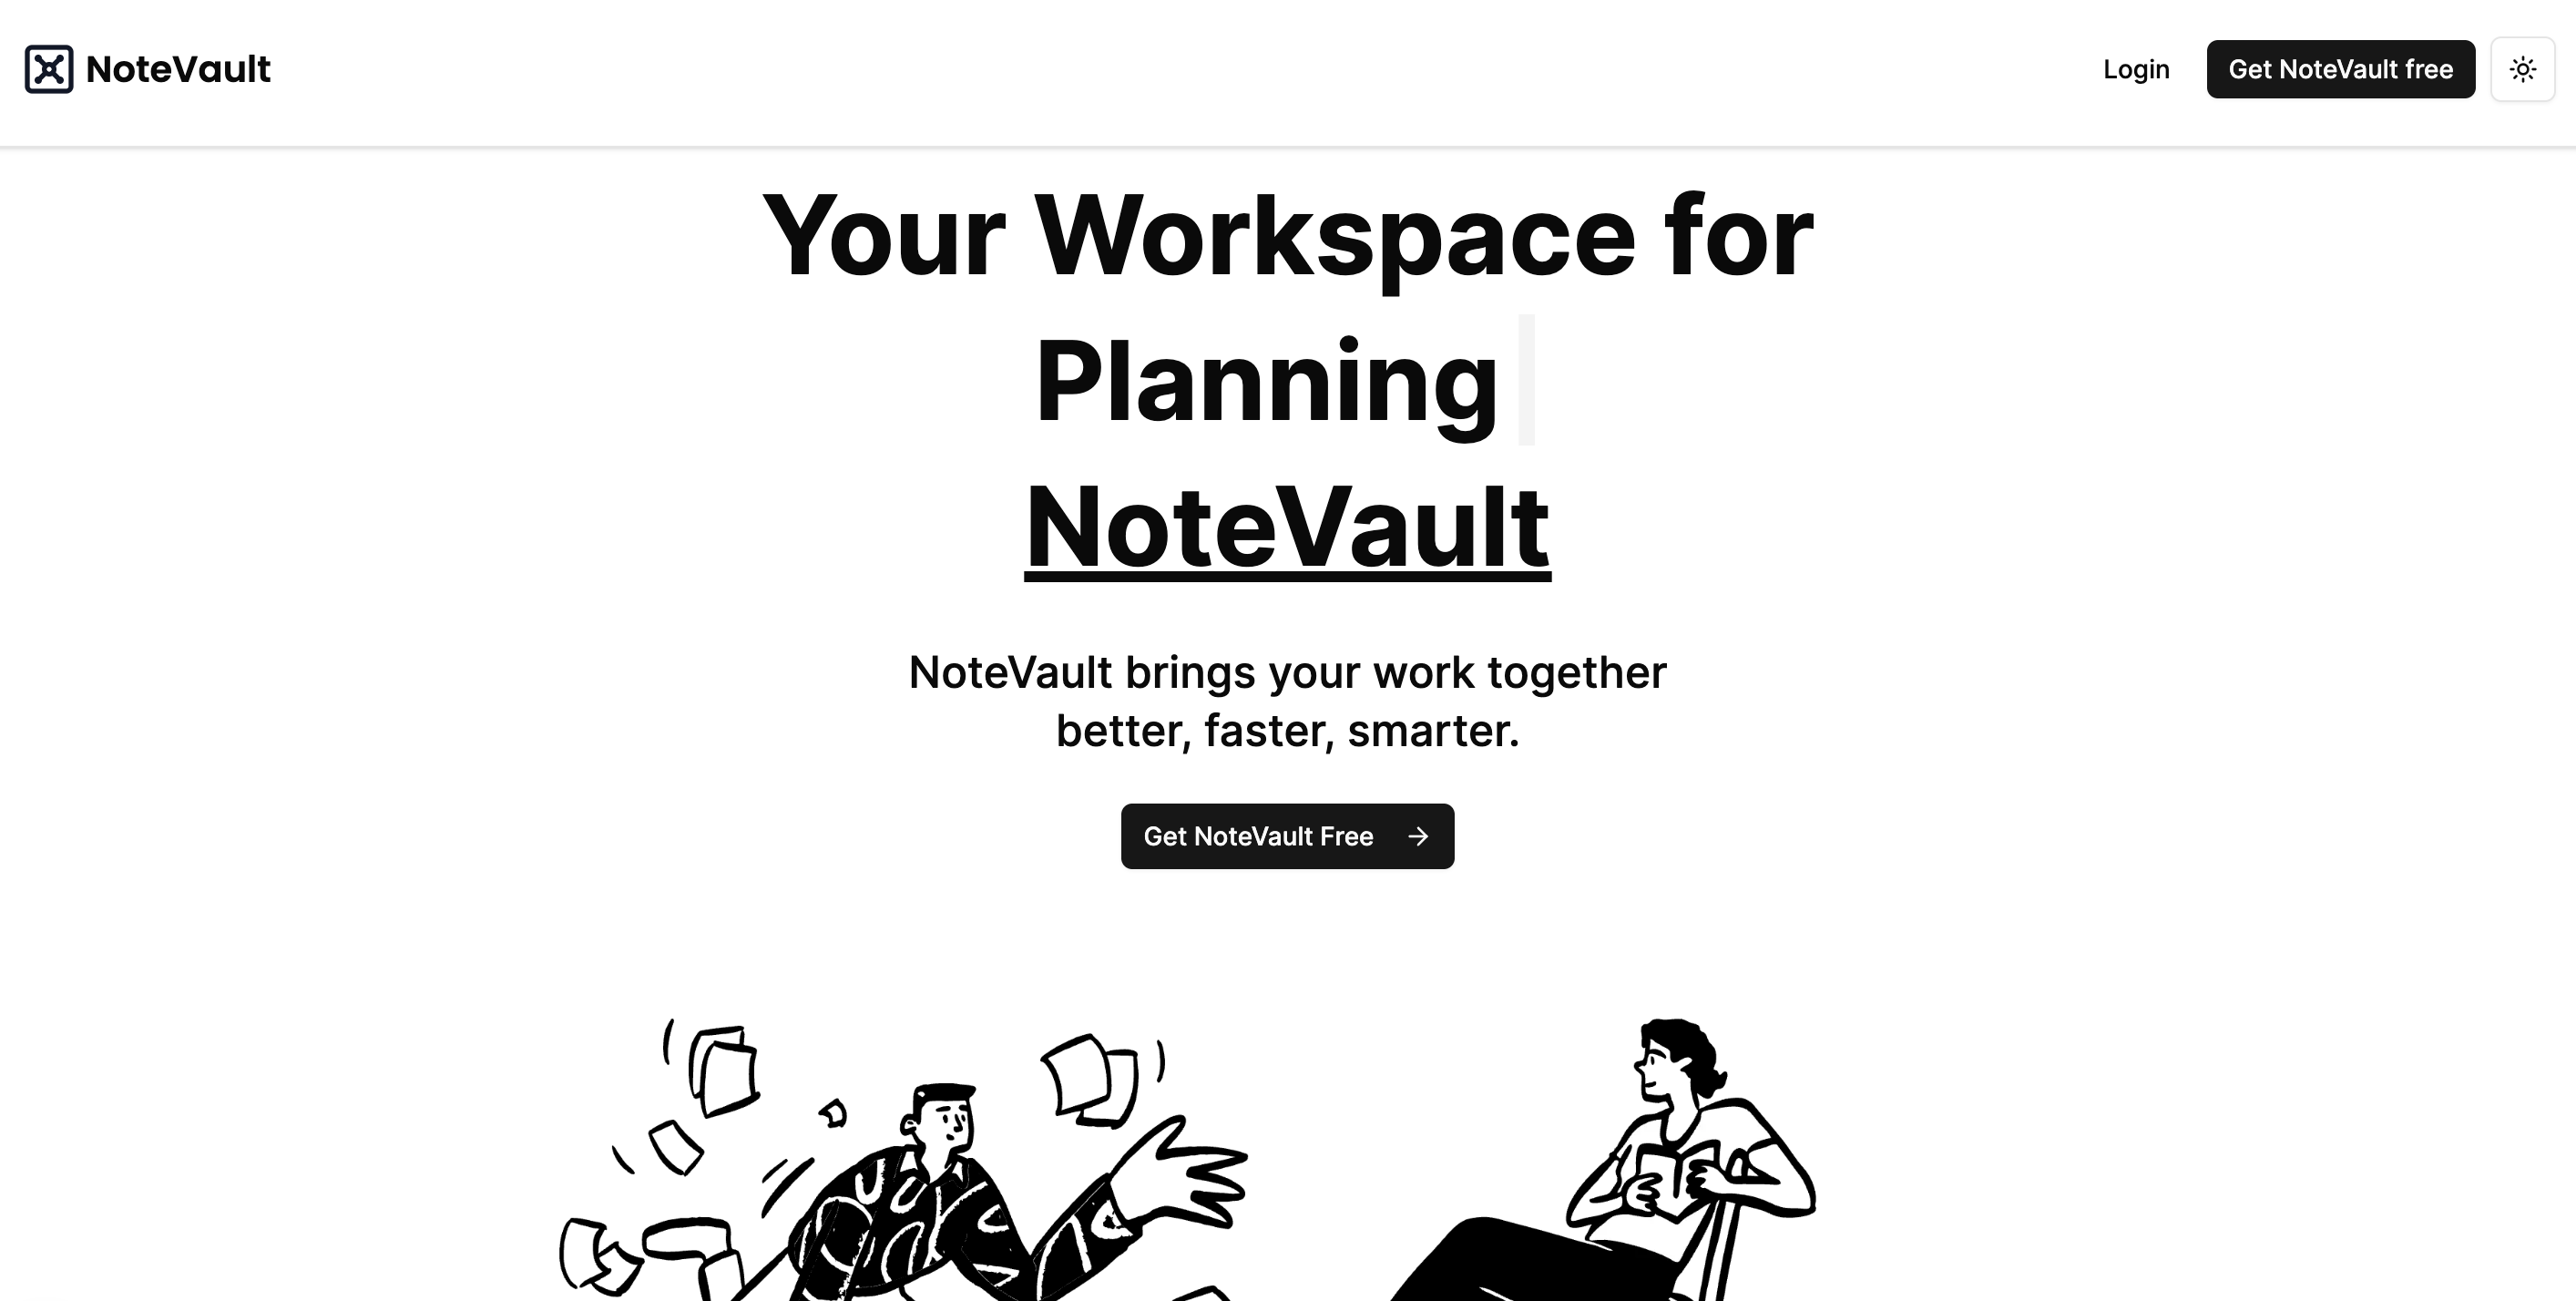 NoteVault
Login
Get NoteVault free
Your Workspace for
Planning
NoteVault
NoteVault brings your work together
better, faster, smarter.
Get NoteVault Free